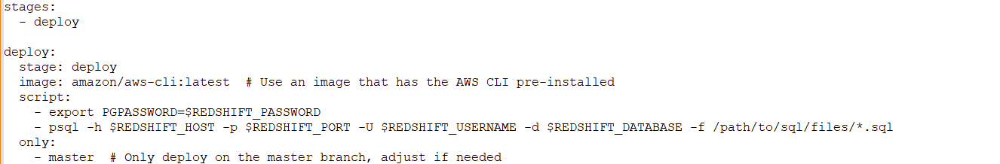 stages:
  - deploy

deploy:
  stage: deploy
  image: amazon/aws-cli:latest  # Use an image that has the AWS CLI pre-installed
  script:
    - export PGPASSWORD=$REDSHIFT_PASSWORD
    - psql -h $REDSHIFT_HOST -p $REDSHIFT_PORT -U $REDSHIFT_USERNAME -d $REDSHIFT_DATABASE -f /path/to/sql/files/*.sql
  only:
    - master  # Only deploy on the master branch, adjust if needed